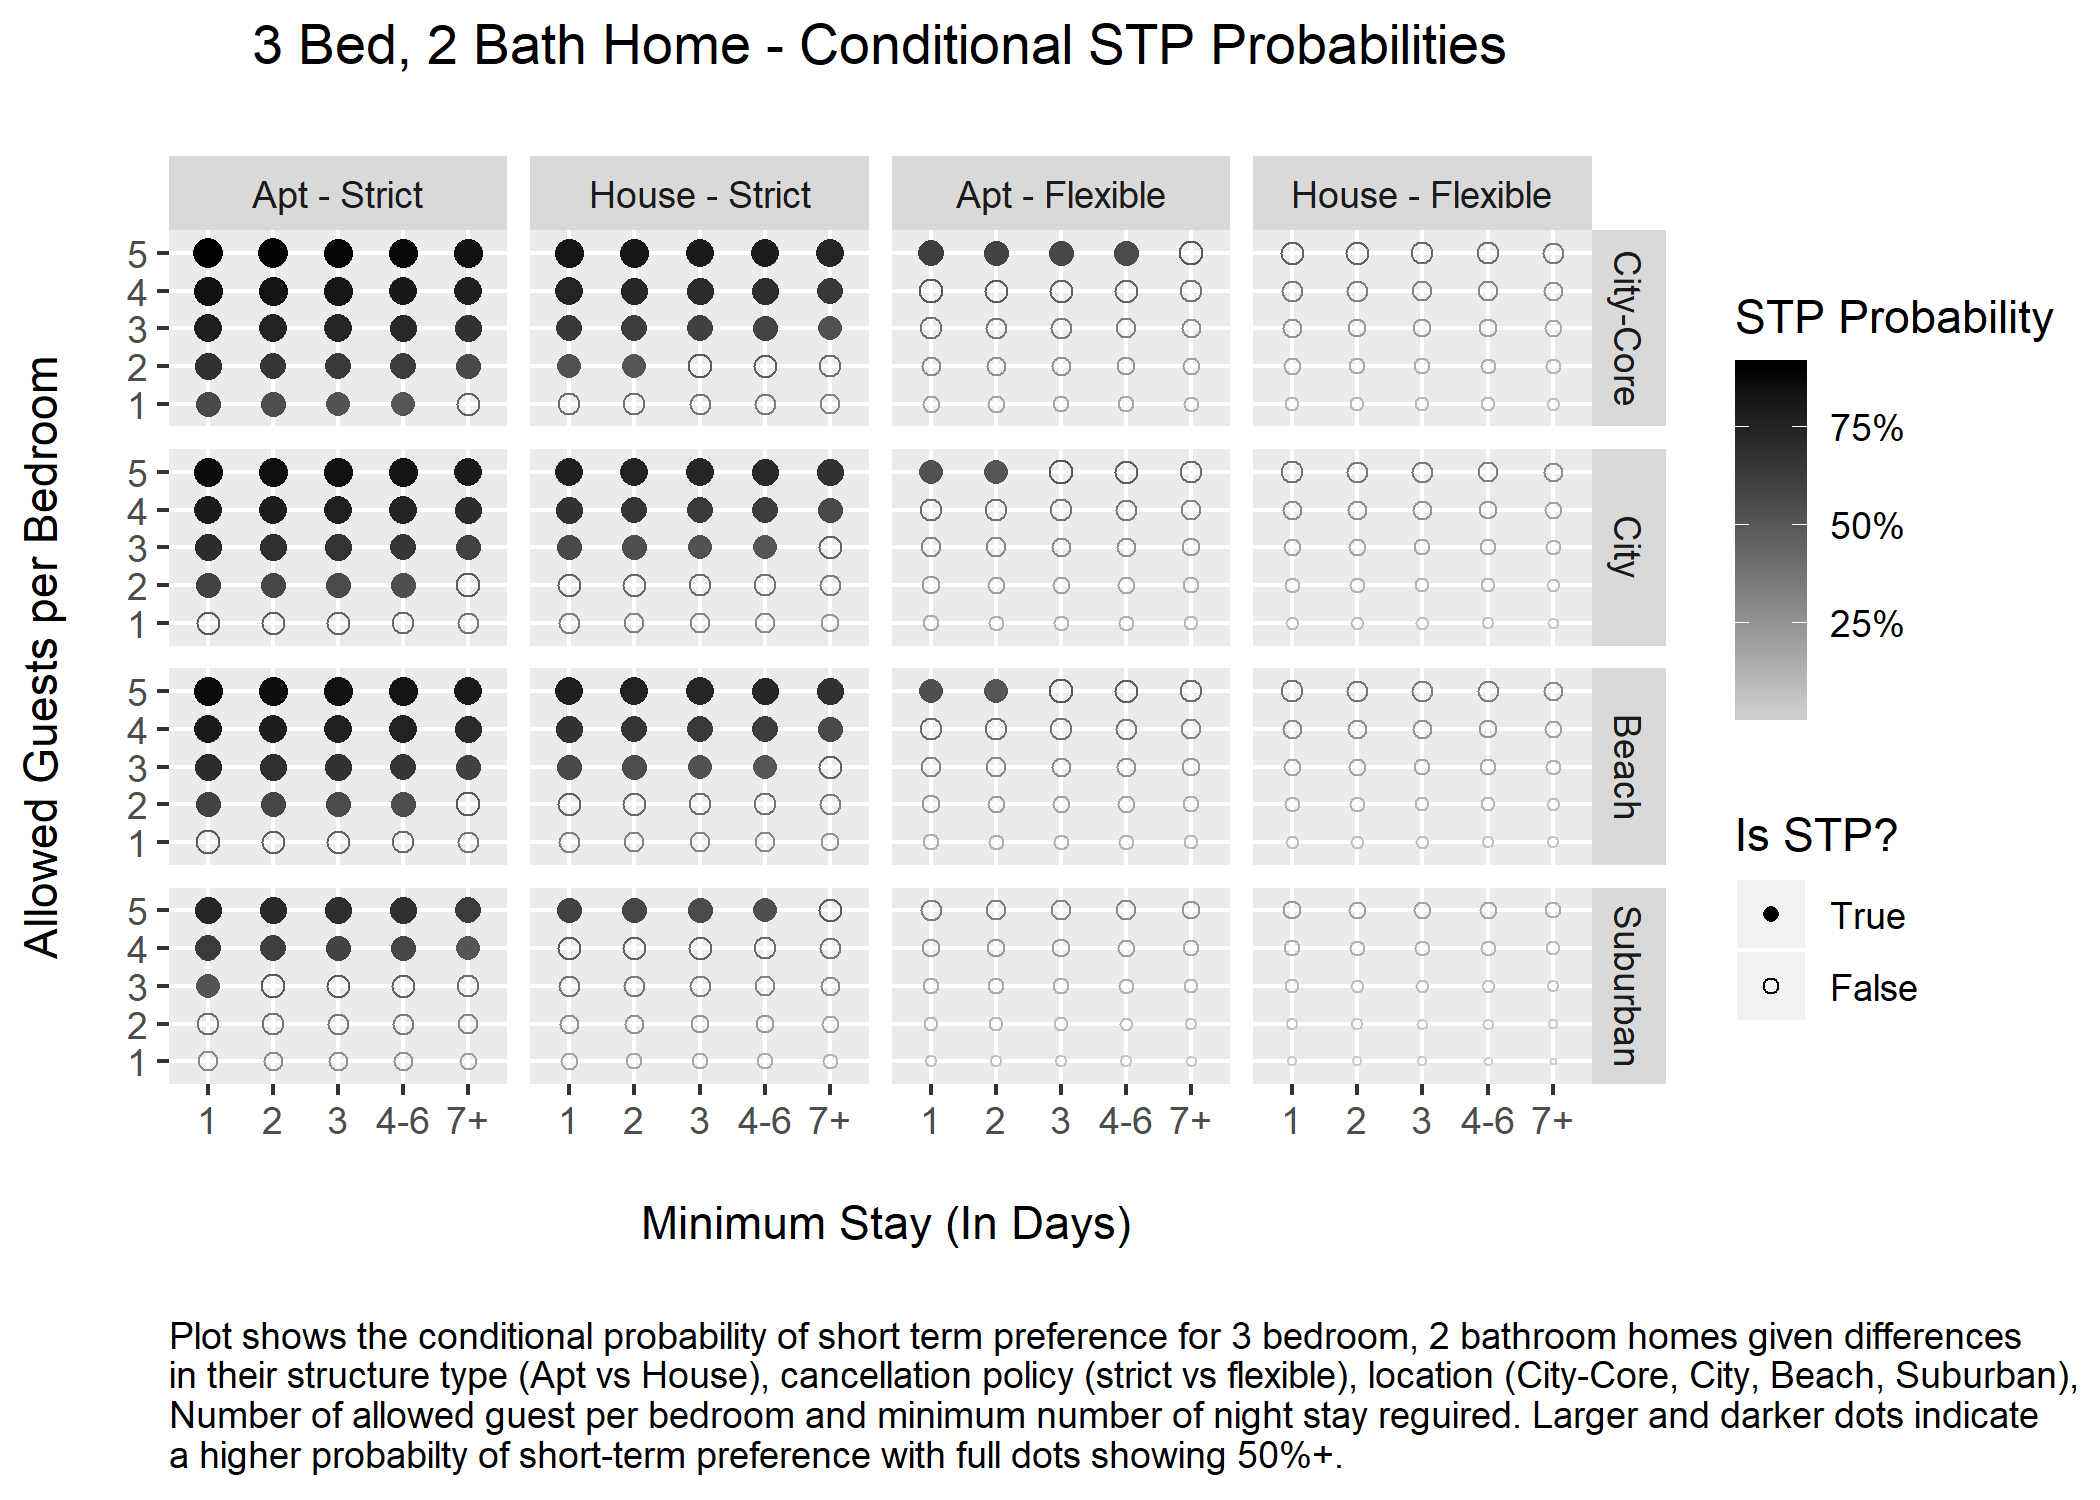 3 Bed, 2 Bath Home - Conditional STP Probabilities
Apt - Strict
House - Strict
Apt - Flexible
House - Flexible
Allowed Guests per Bedroom
5
4
3
2
1
City-Core
5
4
3
2
1
City
5
4
3
2
1
Beach
5
4
3
2
1
Suburban
1 2 3 4-6 7+
1 2 3 4-6 7+
1 2 3 4-6 7+
1 2 3 4-6 7+
Minimum Stay (In Days)
STP Probability
75%
50%
25%
Is STP?
True
False
Plot shows the conditional probability of short term preference for 3 bedroom, 2 bathroom homes given differences
in their structure type (Apt vs House), cancellation policy (strict vs flexible), location (City-Core, City, Beach, Suburban),
Number of allowed guest per bedroom and minimum number of night stay reguired. Larger and darker dots indicate
a higher probabilty of short-term preference with full dots showing 50%+.